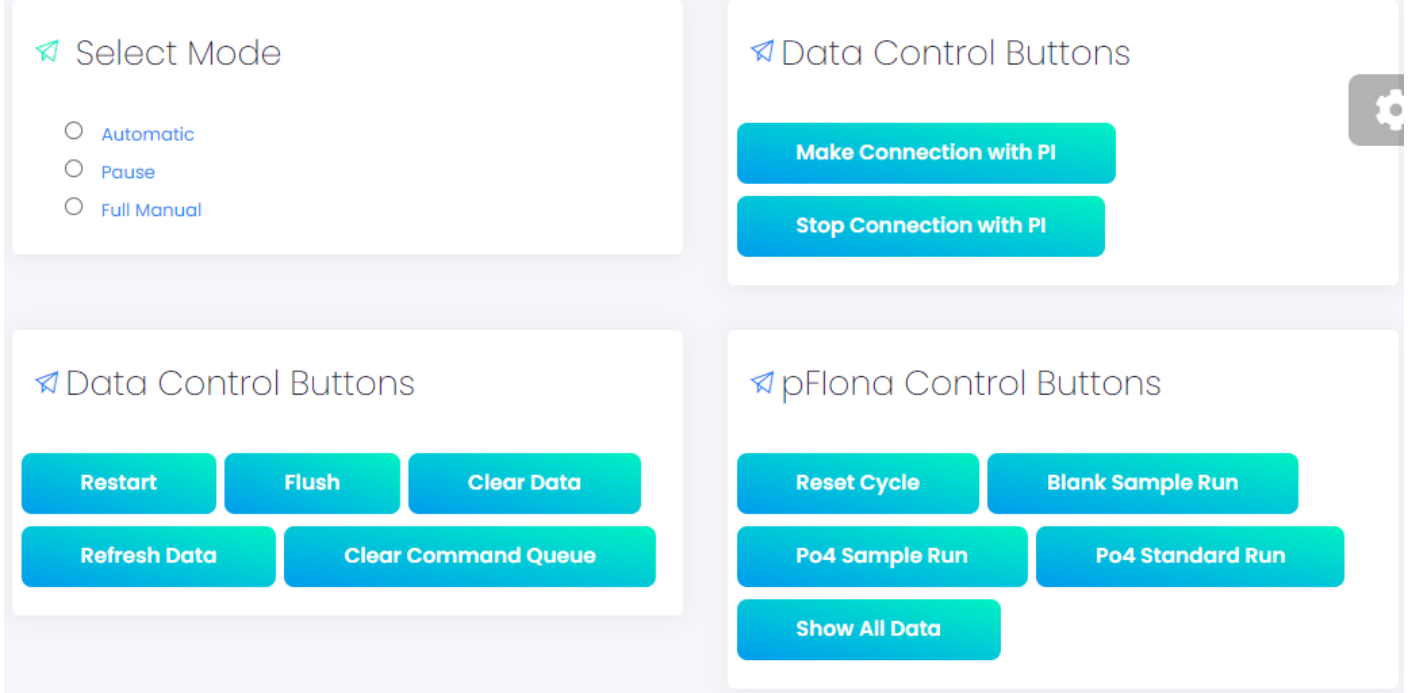 Select Mode
Automatic
Pause
Full Manual
Data Control Buttons
Make Connection with PI
Stop Connection with PI
Data Control Buttons
Restart Flush Clear Data
Refresh Data Clear Command Queue
pFlona Control Buttons
Reset Cycle Blank Sample Run
Po4 Sample Run Po4 Standard Run
Show All Data